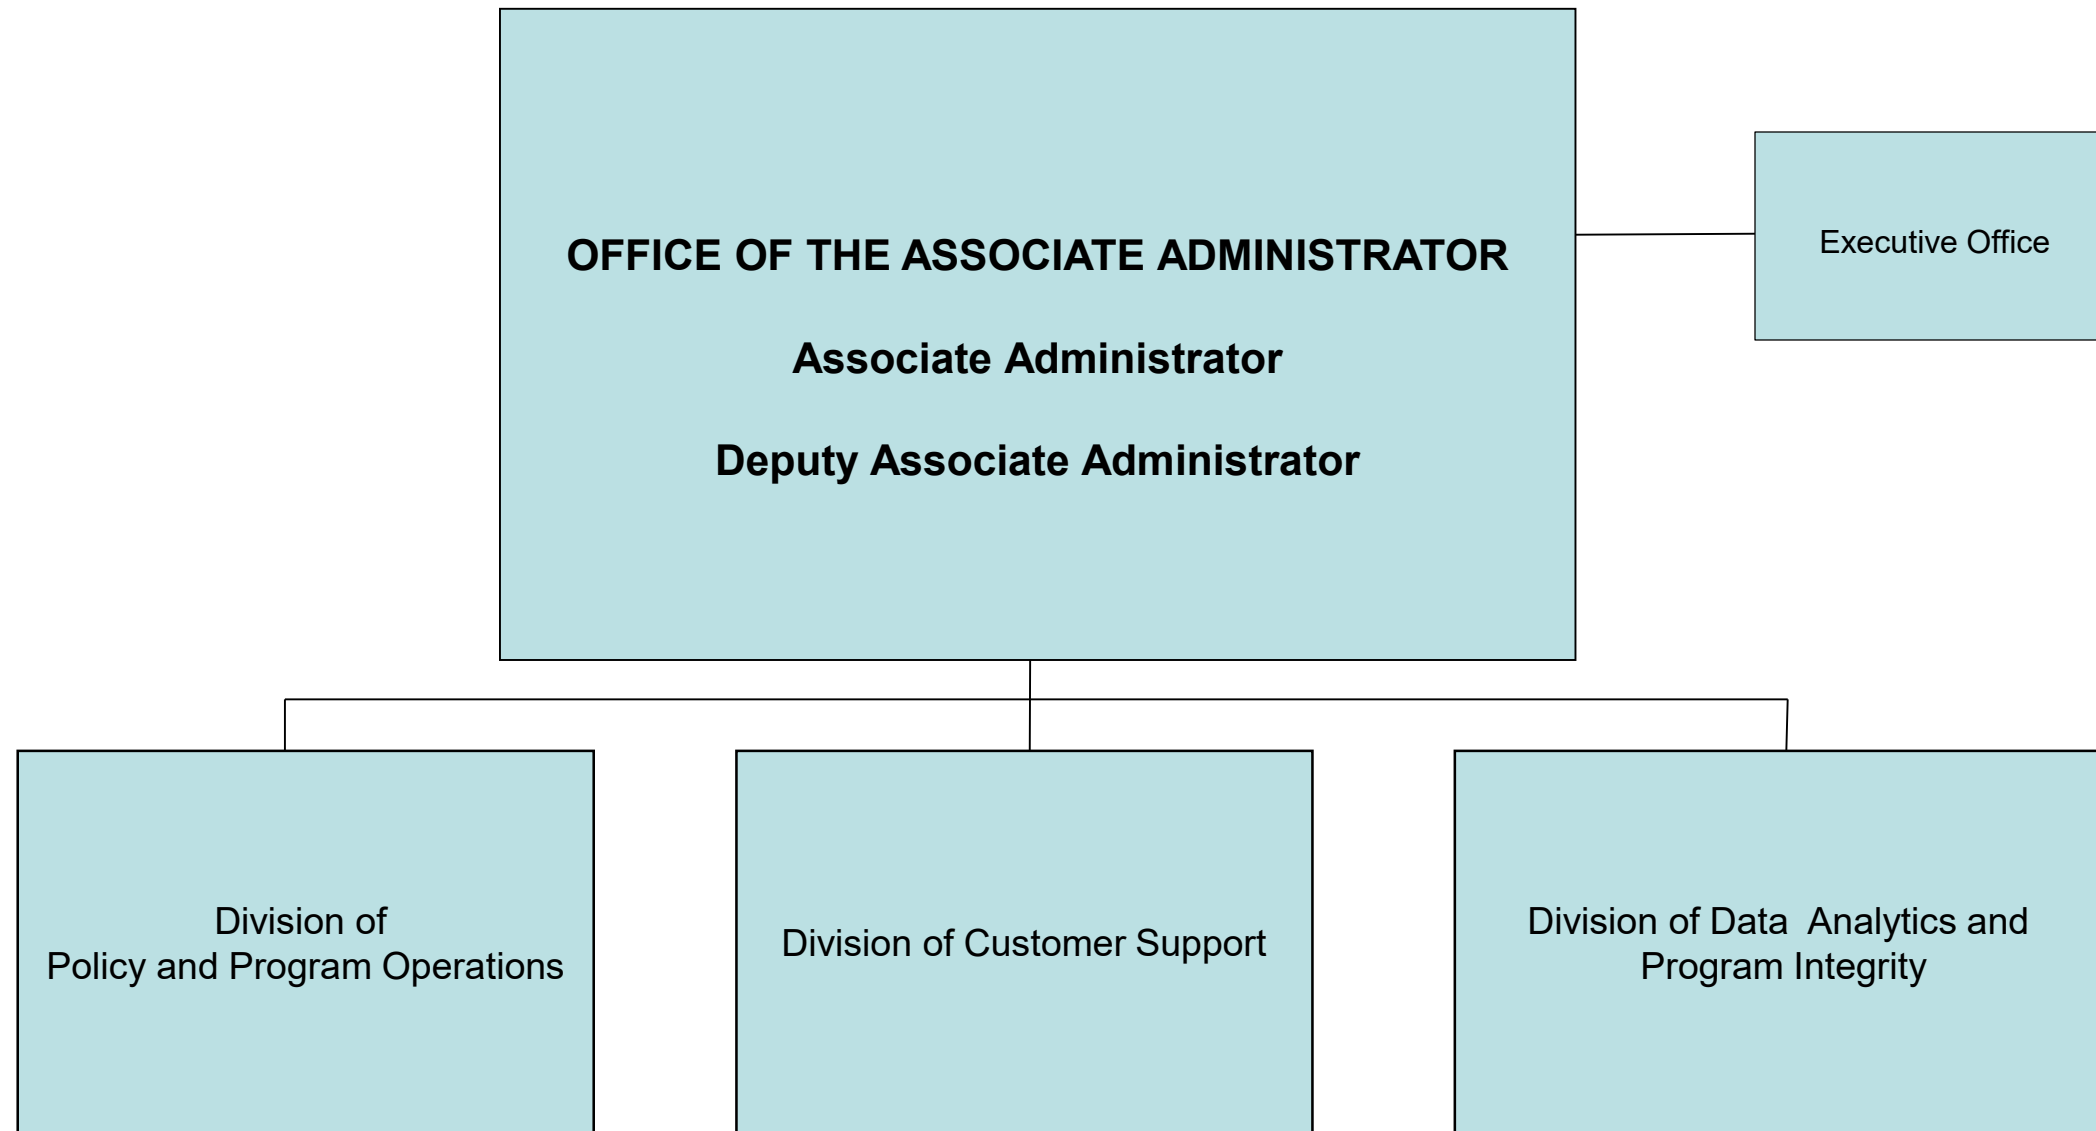 OFFICE OF THE ASSOCIATE ADMINISTRATOR
Associate Administrator
Deputy Associate Administrator
Executive Office
Division of
Policy and Program Operations
Division of Customer Support
Division of Data  Analytics and
Program Integrity